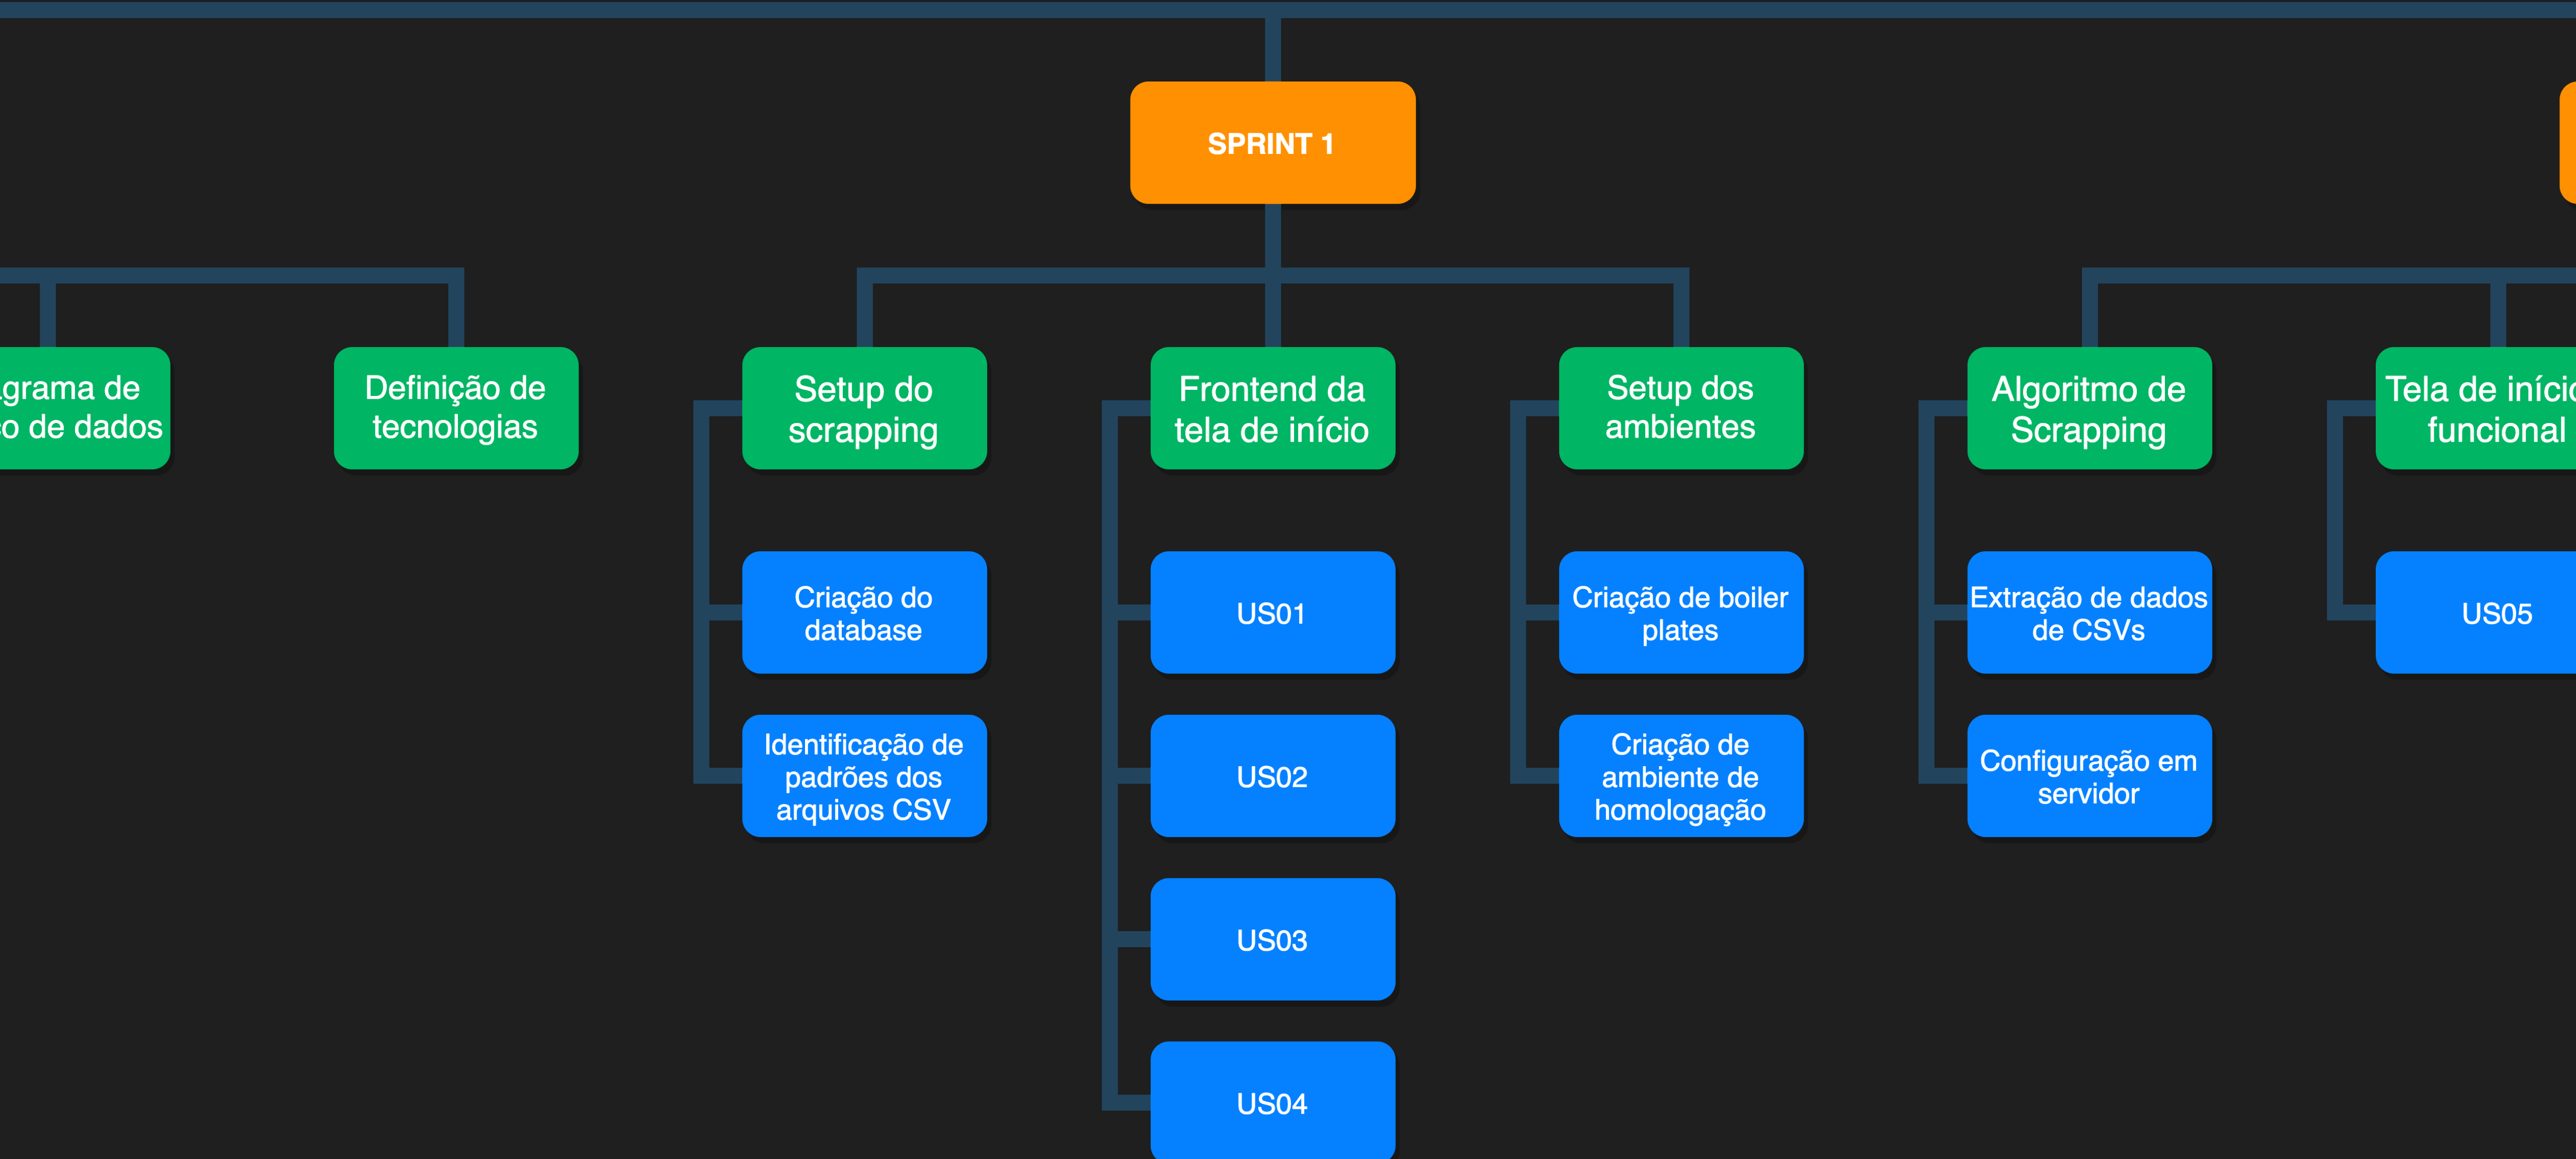 SPRINT 1
grama de
o de dados
Definição de
tecnologias
Setup do
scrapping
Frontend da
tela de início
Setup dos
ambientes
Algoritmo de
Scrapping
Tela de início
funcional
Criação do
database
Identificação de
padrões dos
arquivos CSV
US01
US02
US03
US04
Criação de boiler
plates
Criação de
ambiente de
homologação
Extração de dados
de CSVs
Configuração em
servidor
US05